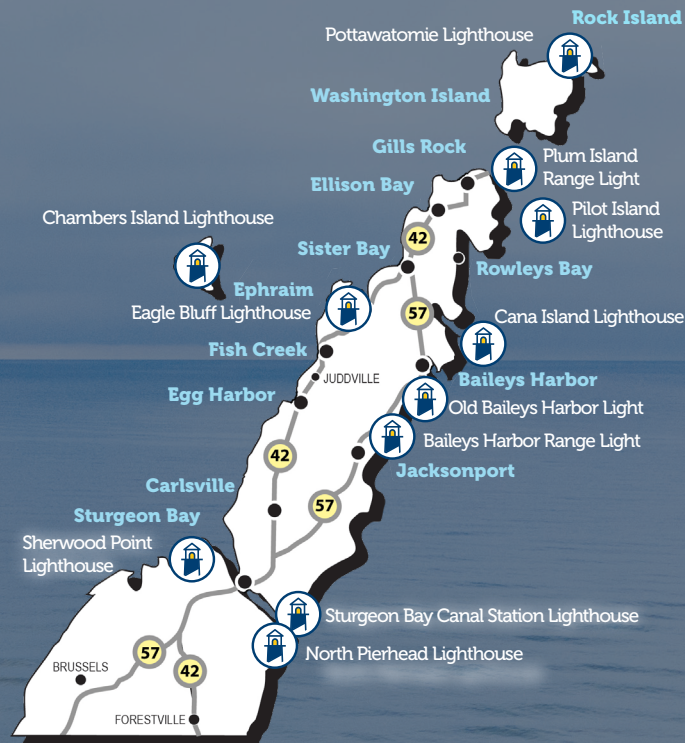 Rock Island
Pottawatomie Lighthouse
Washington Island
Gills Rock
Plum Island
Range Light
Ellison Bay
Pilot Island
Lighthouse
Chambers Island Lighthouse
42
Sister Bay
Rowleys Bay
Ephraim
Eagle Bluff Lighthouse
57
Cana Island Lighthouse
Fish Creek
JUDDVILLE
Baileys Harbor
Egg Harbor
Old Baileys Harbor Light
Baileys Harbor Range Light
42
Jacksonport
Carlsville
57
Sturgeon Bay
Sherwood Point
Lighthouse
Sturgeon Bay Canal Station Lighthouse
57
North Pierhead Lighthouse
BRUSSELS
42
FORESTVILLE